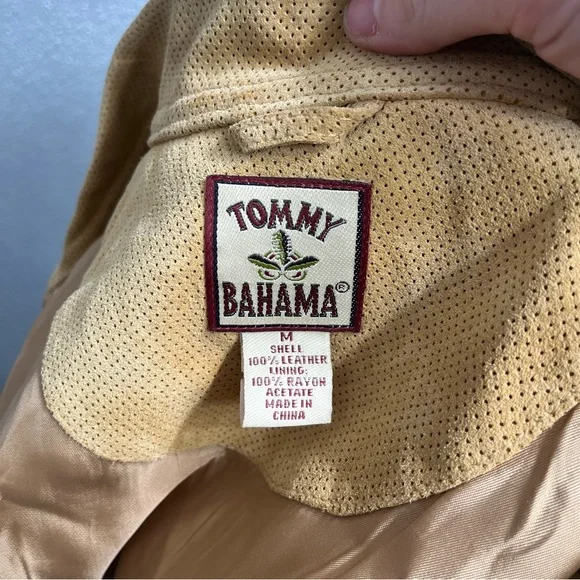 TOMMY
BAHAMA®
M
SHELL
100% LEATHER
LINING:
100% RAYON
ACETATE
MADE IN
CHINA